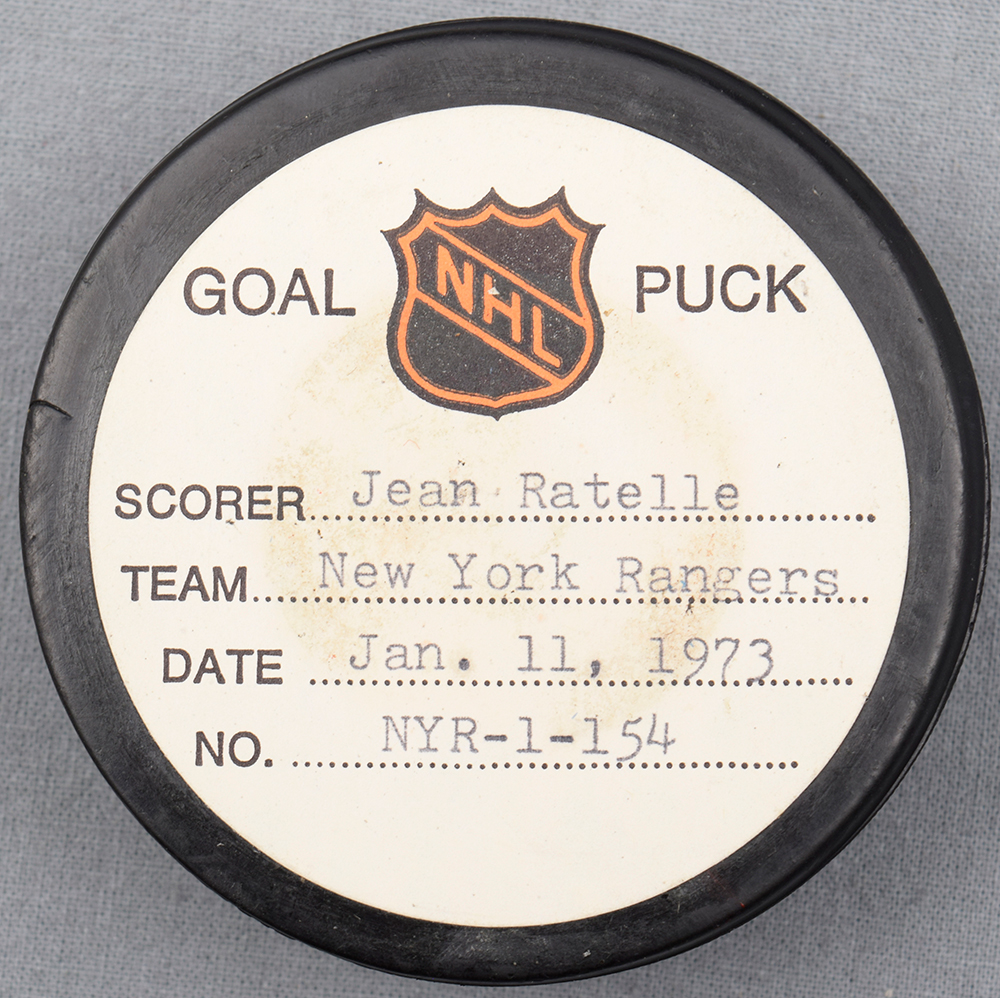 GOAL NHL PUCK
SCORER Jean Ratelle
TEAM New York Rangers
DATE Jan. 11, 1973
NO. NYR-1-154